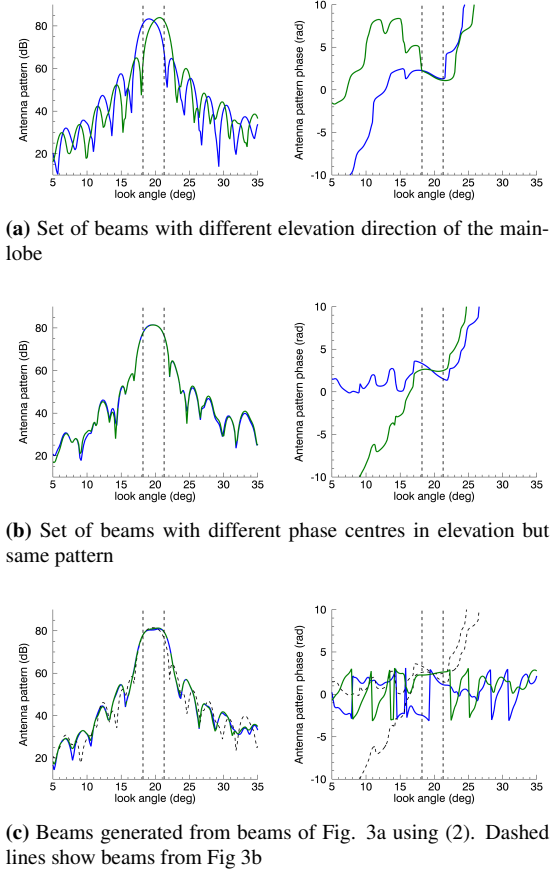 80
60
40
20
Antenna pattern (dB)
5 10 15 20 25 30 35
look angle (deg)
10
5
0
-5
-10
Antenna pattern phase (rad)
5 10 15 20 25 30 35
look angle (deg)
(a) Set of beams with different elevation direction of the main-
lobe
80
60
40
20
Antenna pattern (dB)
5 10 15 20 25 30 35
look angle (deg)
10
5
0
-5
-10
Antenna pattern phase (rad)
5 10 15 20 25 30 35
look angle (deg)
(b) Set of beams with different phase centres in elevation but
same pattern
80
60
40
20
Antenna pattern (dB)
5 10 15 20 25 30 35
look angle (deg)
10
5
0
-5
-10
Antenna pattern phase (rad)
5 10 15 20 25 30 35
look angle (deg)
(c) Beams generated from beams of Fig. 3a using (2). Dashed
lines show beams from Fig 3b